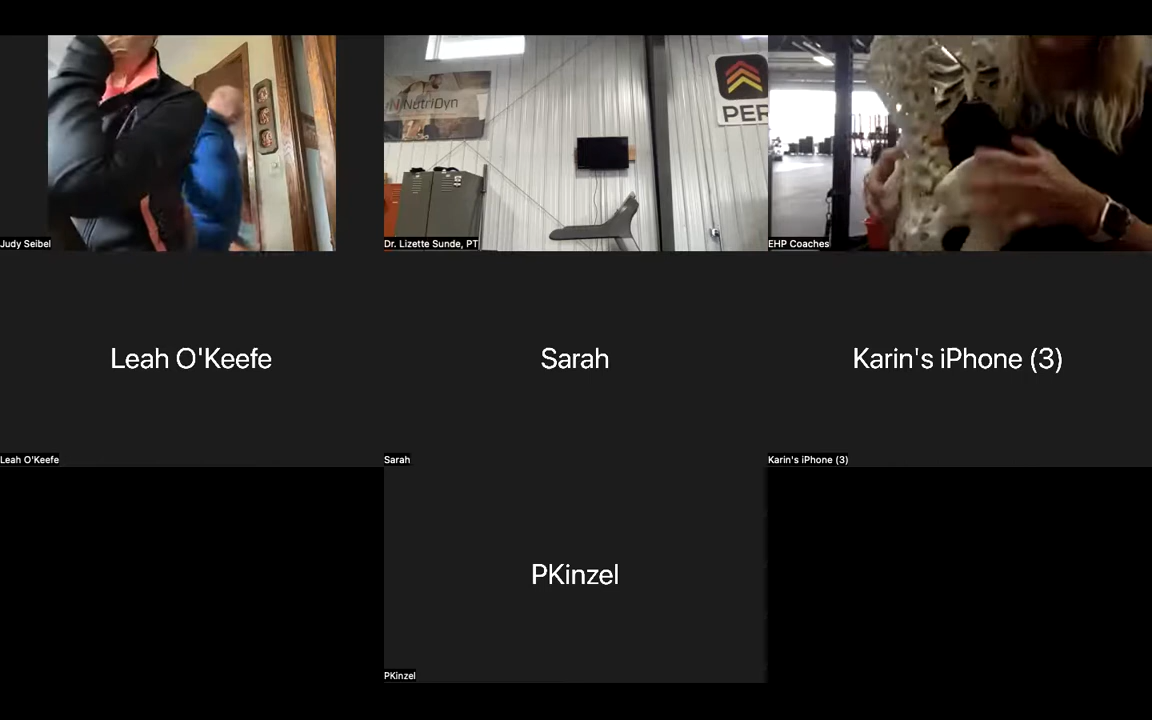 NutriDyn
PER
Judy Seibel
Dr. Lizette Sunde, PT
EHP Coaches
Leah O'Keefe
Sarah
Karin's iPhone (3)
Leah O'Keefe
Sarah
Karin's iPhone (3)
PKinzel
PKinzel